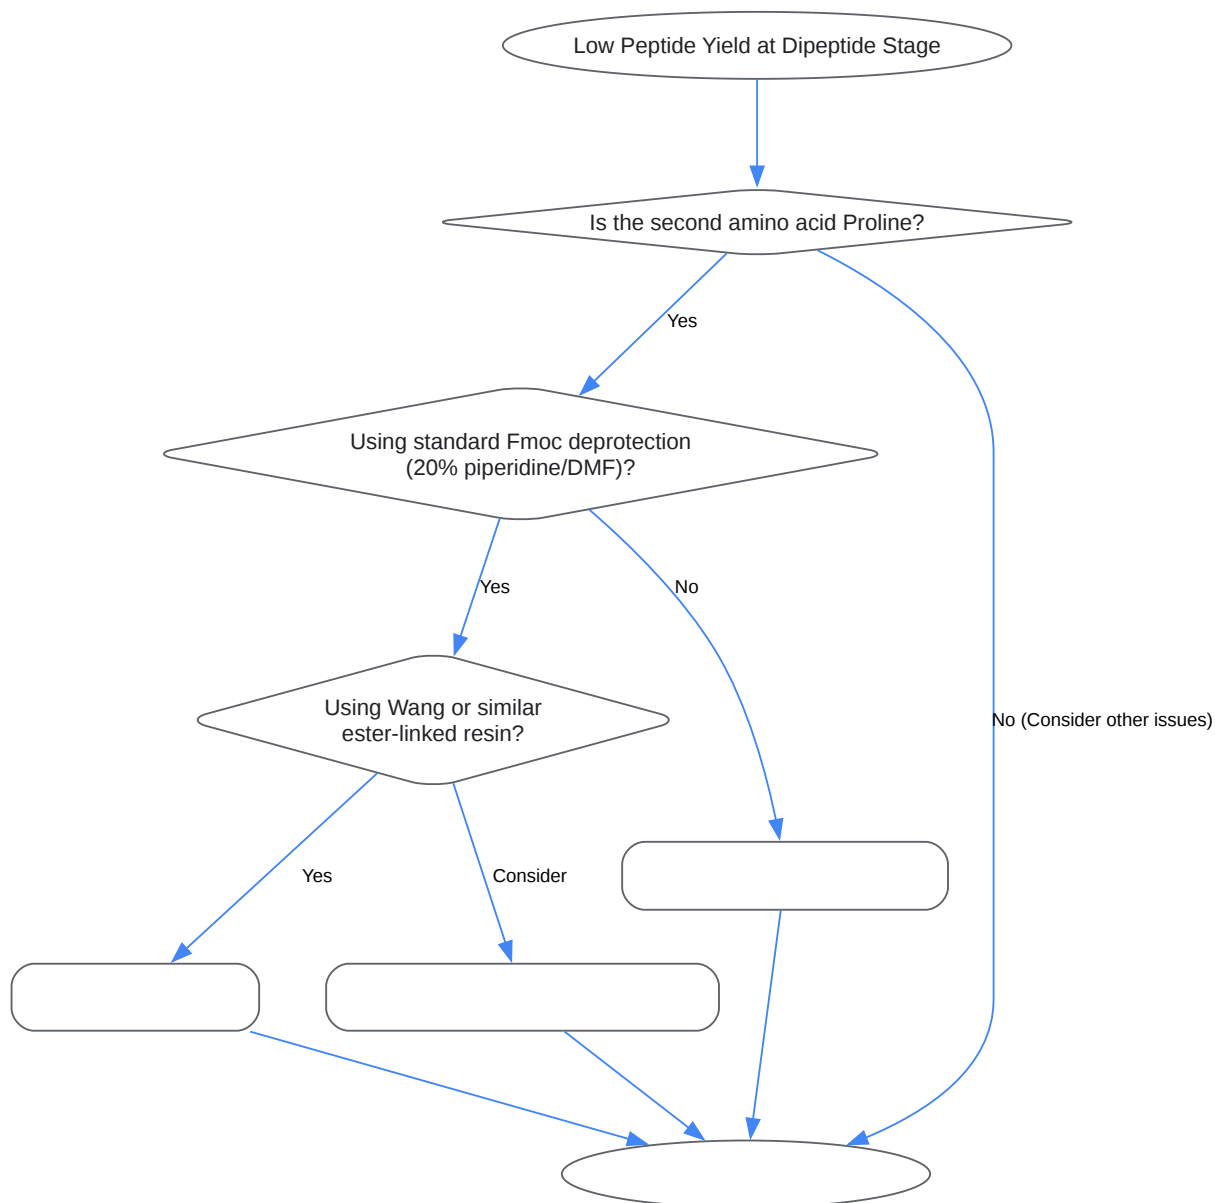 Low Peptide Yield at Dipeptide Stage
Is the second amino acid Proline?
Yes
Using standard Fmoc deprotection
(20% piperidine/DMF)?
Yes
No
Using Wang or similar
ester-linked resin?
No (Consider other issues)
Yes
Consider